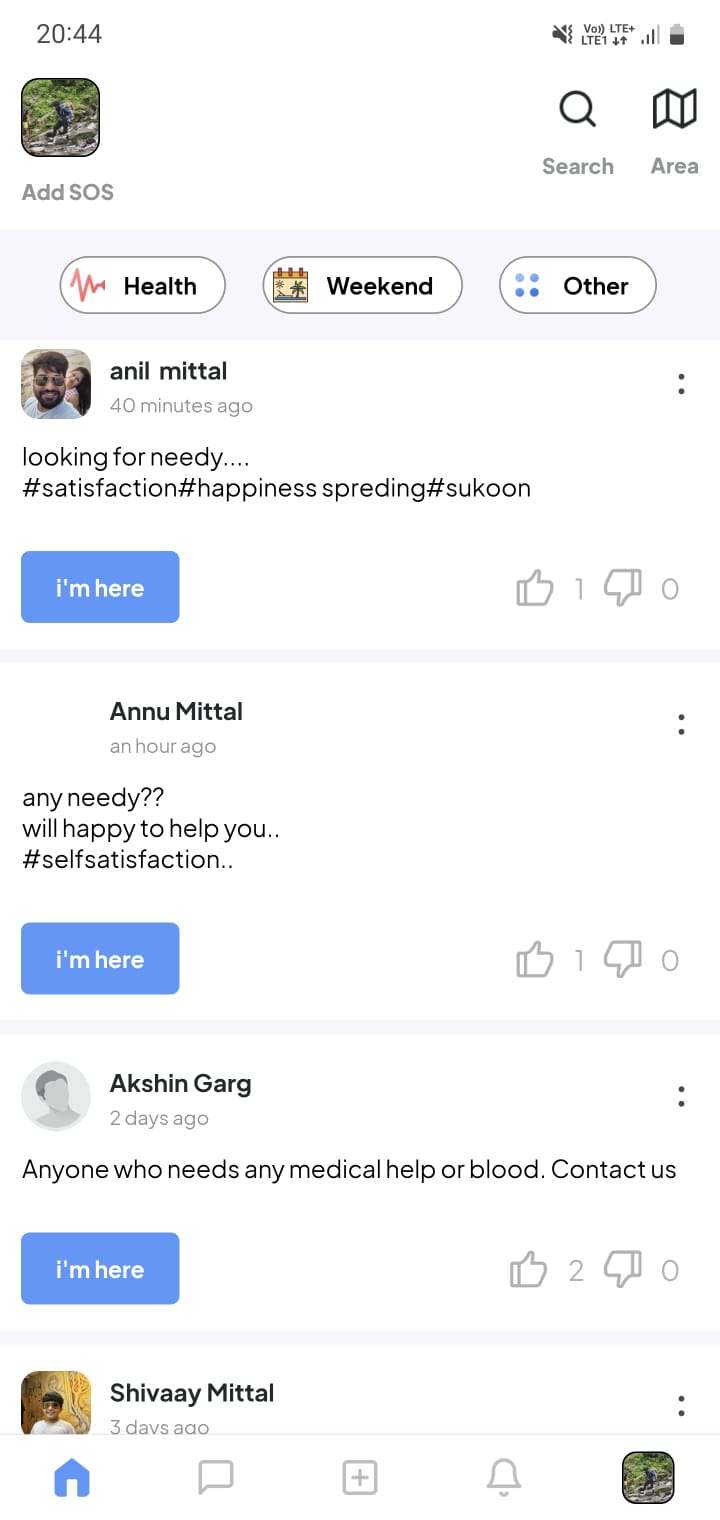 20:44
Vo)) LTE+
LTE1
Search
Area
Add SOS
Health
Weekend
Other
anil mittal
40 minutes ago
looking for needy....
#satisfaction#happiness spreding#sukoon
i'm here
1
0
Annu Mittal
an hour ago
any needy??
will happy to help you..
#selfsatisfaction..
i'm here
1
0
Akshin Garg
2 days ago
Anyone who needs any medical help or blood. Contact us
i'm here
2
0
Shivaay Mittal
3 days ago